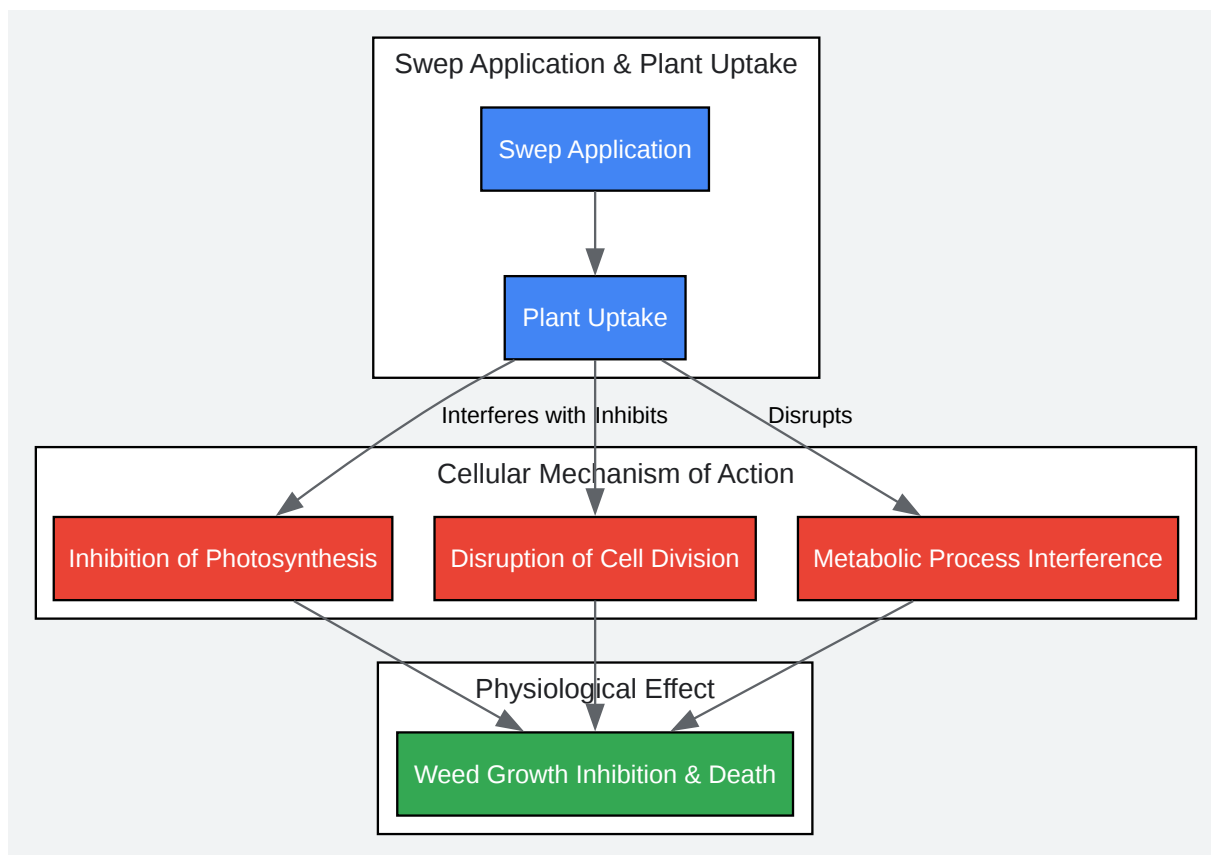 Swep Application & Plant Uptake
Swep Application
Plant Uptake
Interferes with
Inhibits
Disrupts
Cellular Mechanism of Action
Inhibition of Photosynthesis
Disruption of Cell Division
Metabolic Process Interference
Physiological Effect
Weed Growth Inhibition & Death